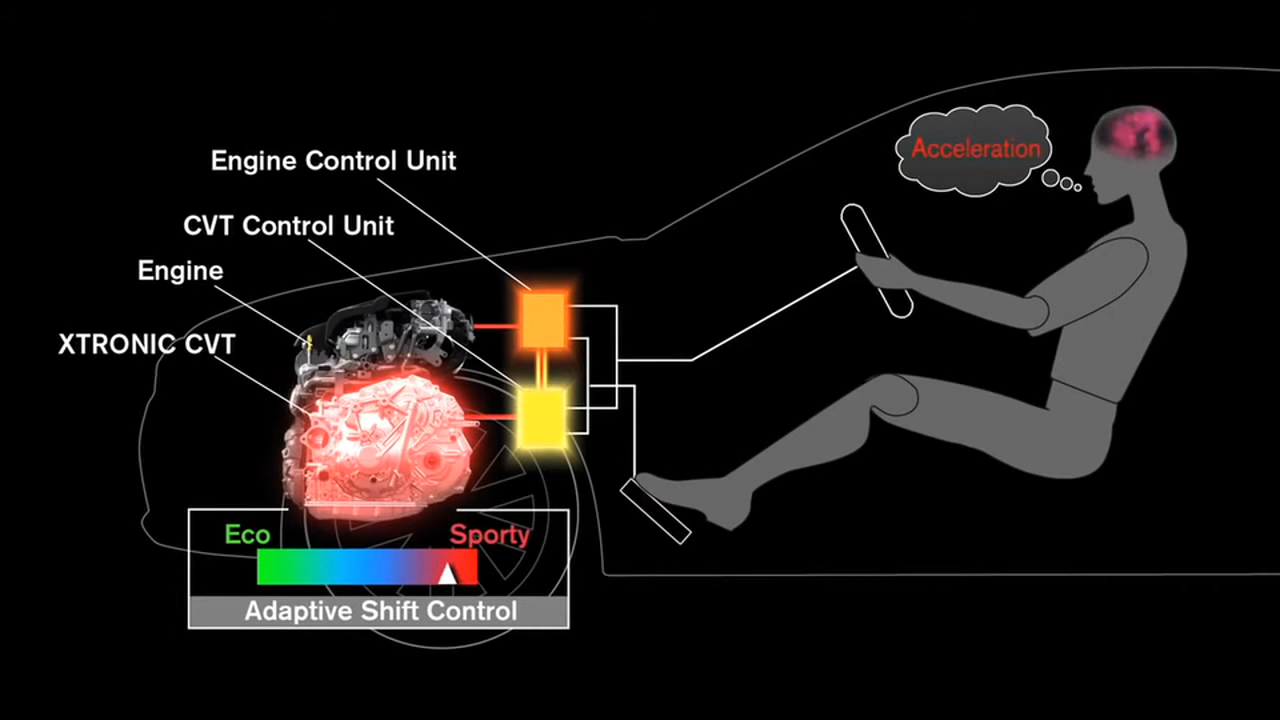 Engine Control Unit
CVT Control Unit
Engine
XTRONIC CVT
Acceleration
Eco
Sporty
Adaptive Shift Control